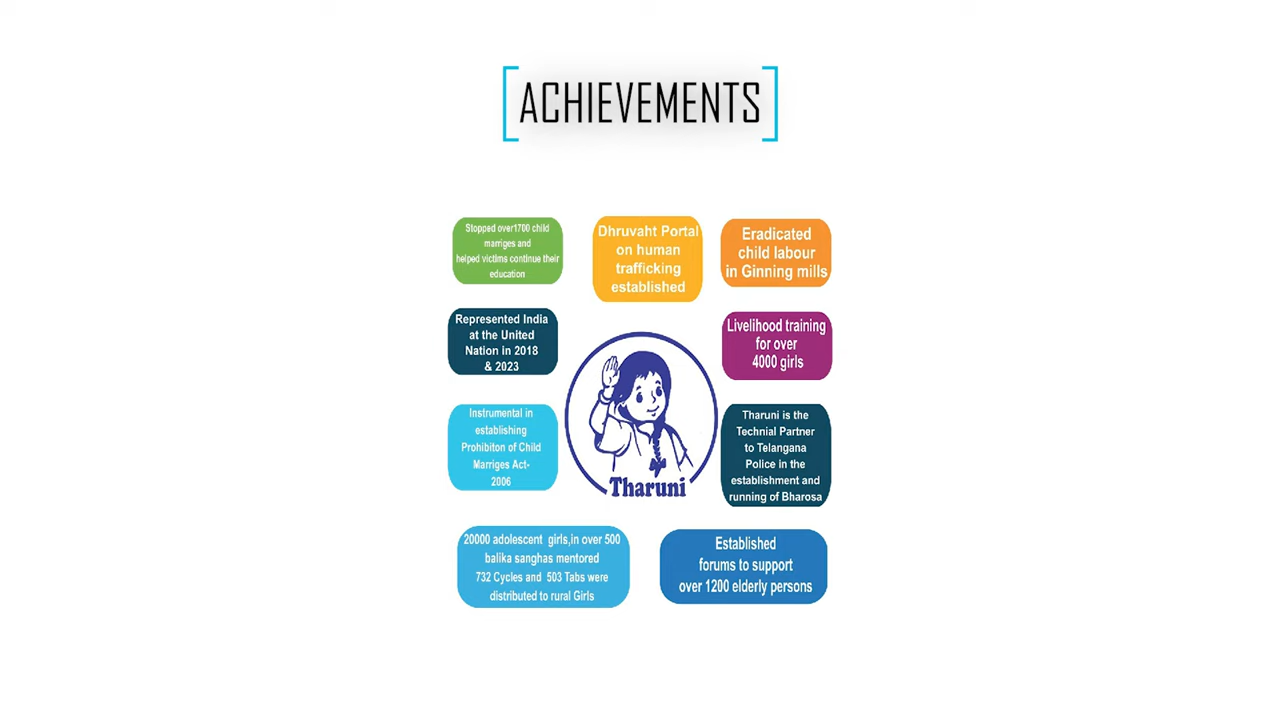 ACHIEVEMENTS
Stopped over1700 child
marriges and
helped victims continue their
education
Dhruvaht Portal
on human
trafficking
established
Eradicated
child labour
in Ginning mills
Represented India
at the United
Nation in 2018
& 2023
Livelihood training
for over
4000 girls
Instrumental in
establishing
Prohibiton of Child
Marriges Act-
2006
Tharuni
Tharuni is the
Technial Partner
to Telangana
Police in the
establishment and
running of Bharosa
20000 adolescent girls,in over 500
balika sanghas mentored
732 Cycles and 503 Tabs were
distributed to rural Girls
Established
forums to support
over 1200 elderly persons